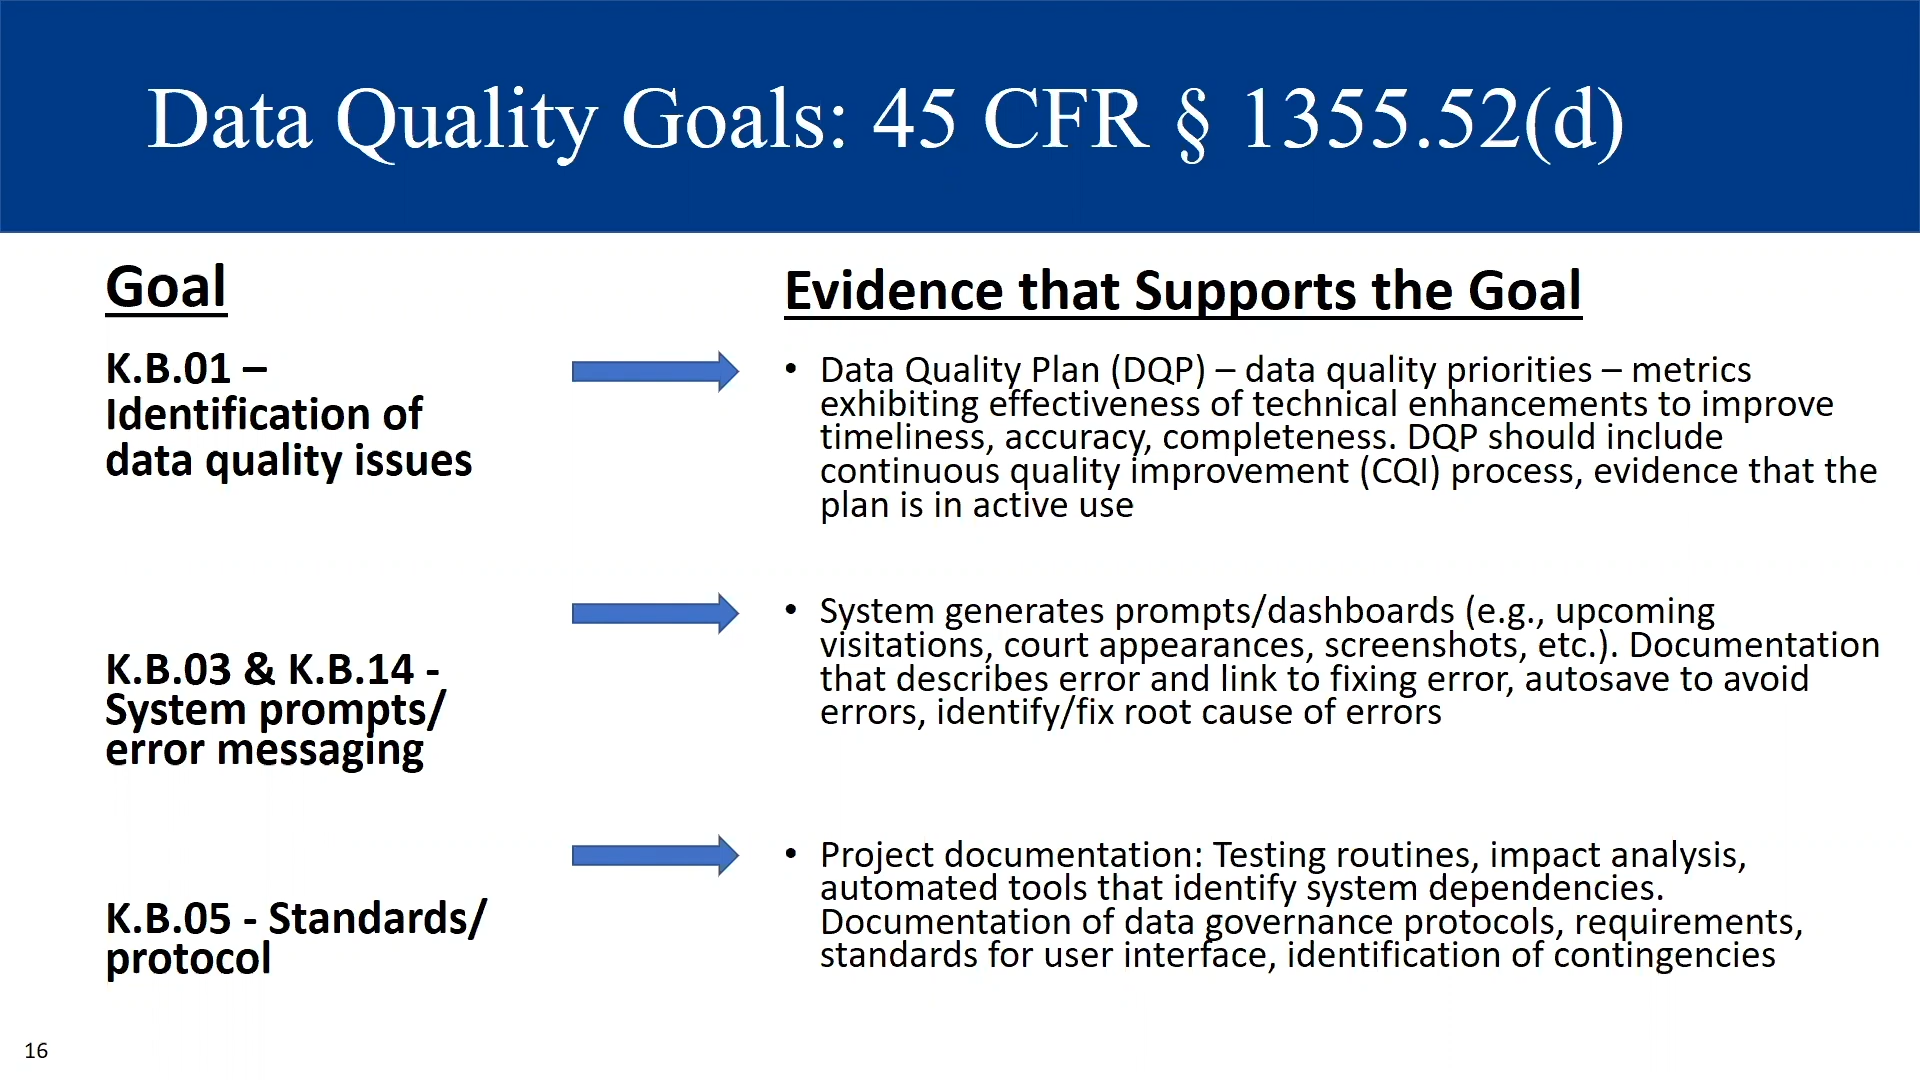 Data Quality Goals: 45 CFR § 1355.52(d)
Goal
K.B.01 –
Identification of
data quality issues
K.B.03 & K.B.14 -
System prompts/
error messaging
K.B.05 - Standards/
protocol
Evidence that Supports the Goal
• Data Quality Plan (DQP) – data quality priorities – metrics
exhibiting effectiveness of technical enhancements to improve
timeliness, accuracy, completeness. DQP should include
continuous quality improvement (CQI) process, evidence that the
plan is in active use
• System generates prompts/dashboards (e.g., upcoming
visitations, court appearances, screenshots, etc.). Documentation
that describes error and link to fixing error, autosave to avoid
errors, identify/fix root cause of errors
• Project documentation: Testing routines, impact analysis,
automated tools that identify system dependencies.
Documentation of data governance protocols, requirements,
standards for user interface, identification of contingencies
16